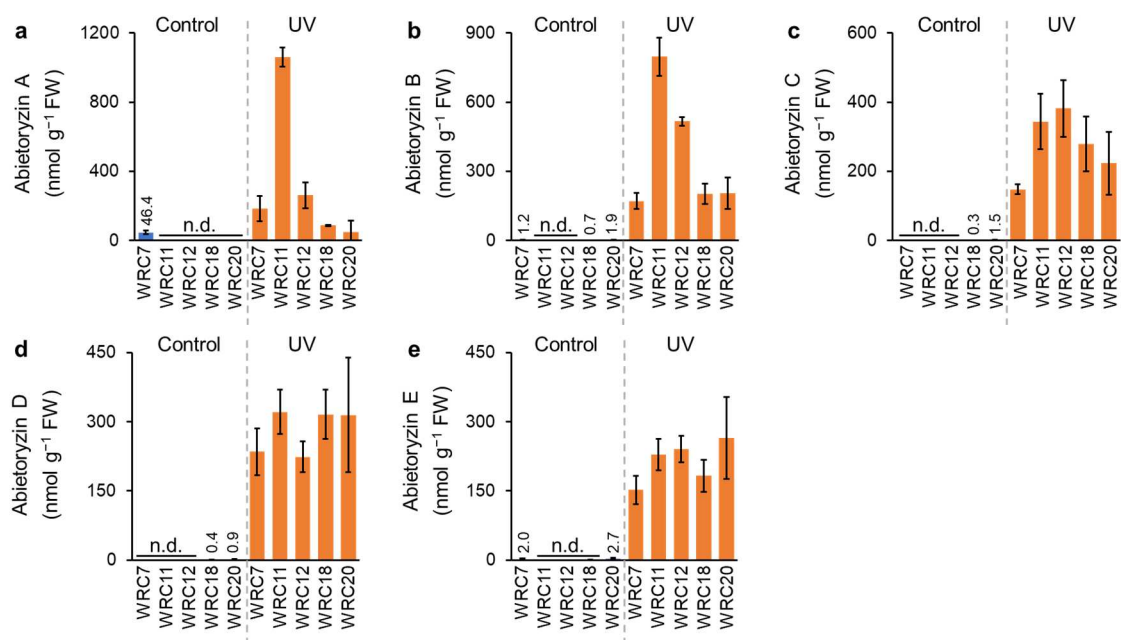 a
Control
UV
Abietoryzin A
(nmol g⁻¹ FW)
1200
800
400
0
46.4
n.d.
WRC7
WRC11
WRC12
WRC18
WRC20
WRC7
WRC11
WRC12
WRC18
WRC20
b
Control
UV
Abietoryzin B
(nmol g⁻¹ FW)
900
600
300
0
1.2
n.d.
0.7
1.9
WRC7
WRC11
WRC12
WRC18
WRC20
WRC7
WRC11
WRC12
WRC18
WRC20
c
Control
UV
Abietoryzin C
(nmol g⁻¹ FW)
600
400
200
0
n.d.
0.3
1.5
WRC7
WRC11
WRC12
WRC18
WRC20
WRC7
WRC11
WRC12
WRC18
WRC20
d
Control
UV
Abietoryzin D
(nmol g⁻¹ FW)
450
300
150
0
n.d.
0.4
0.9
WRC7
WRC11
WRC12
WRC18
WRC20
WRC7
WRC11
WRC12
WRC18
WRC20
e
Control
UV
Abietoryzin E
(nmol g⁻¹ FW)
450
300
150
0
2.0
n.d.
2.7
WRC7
WRC11
WRC12
WRC18
WRC20
WRC7
WRC11
WRC12
WRC18
WRC20